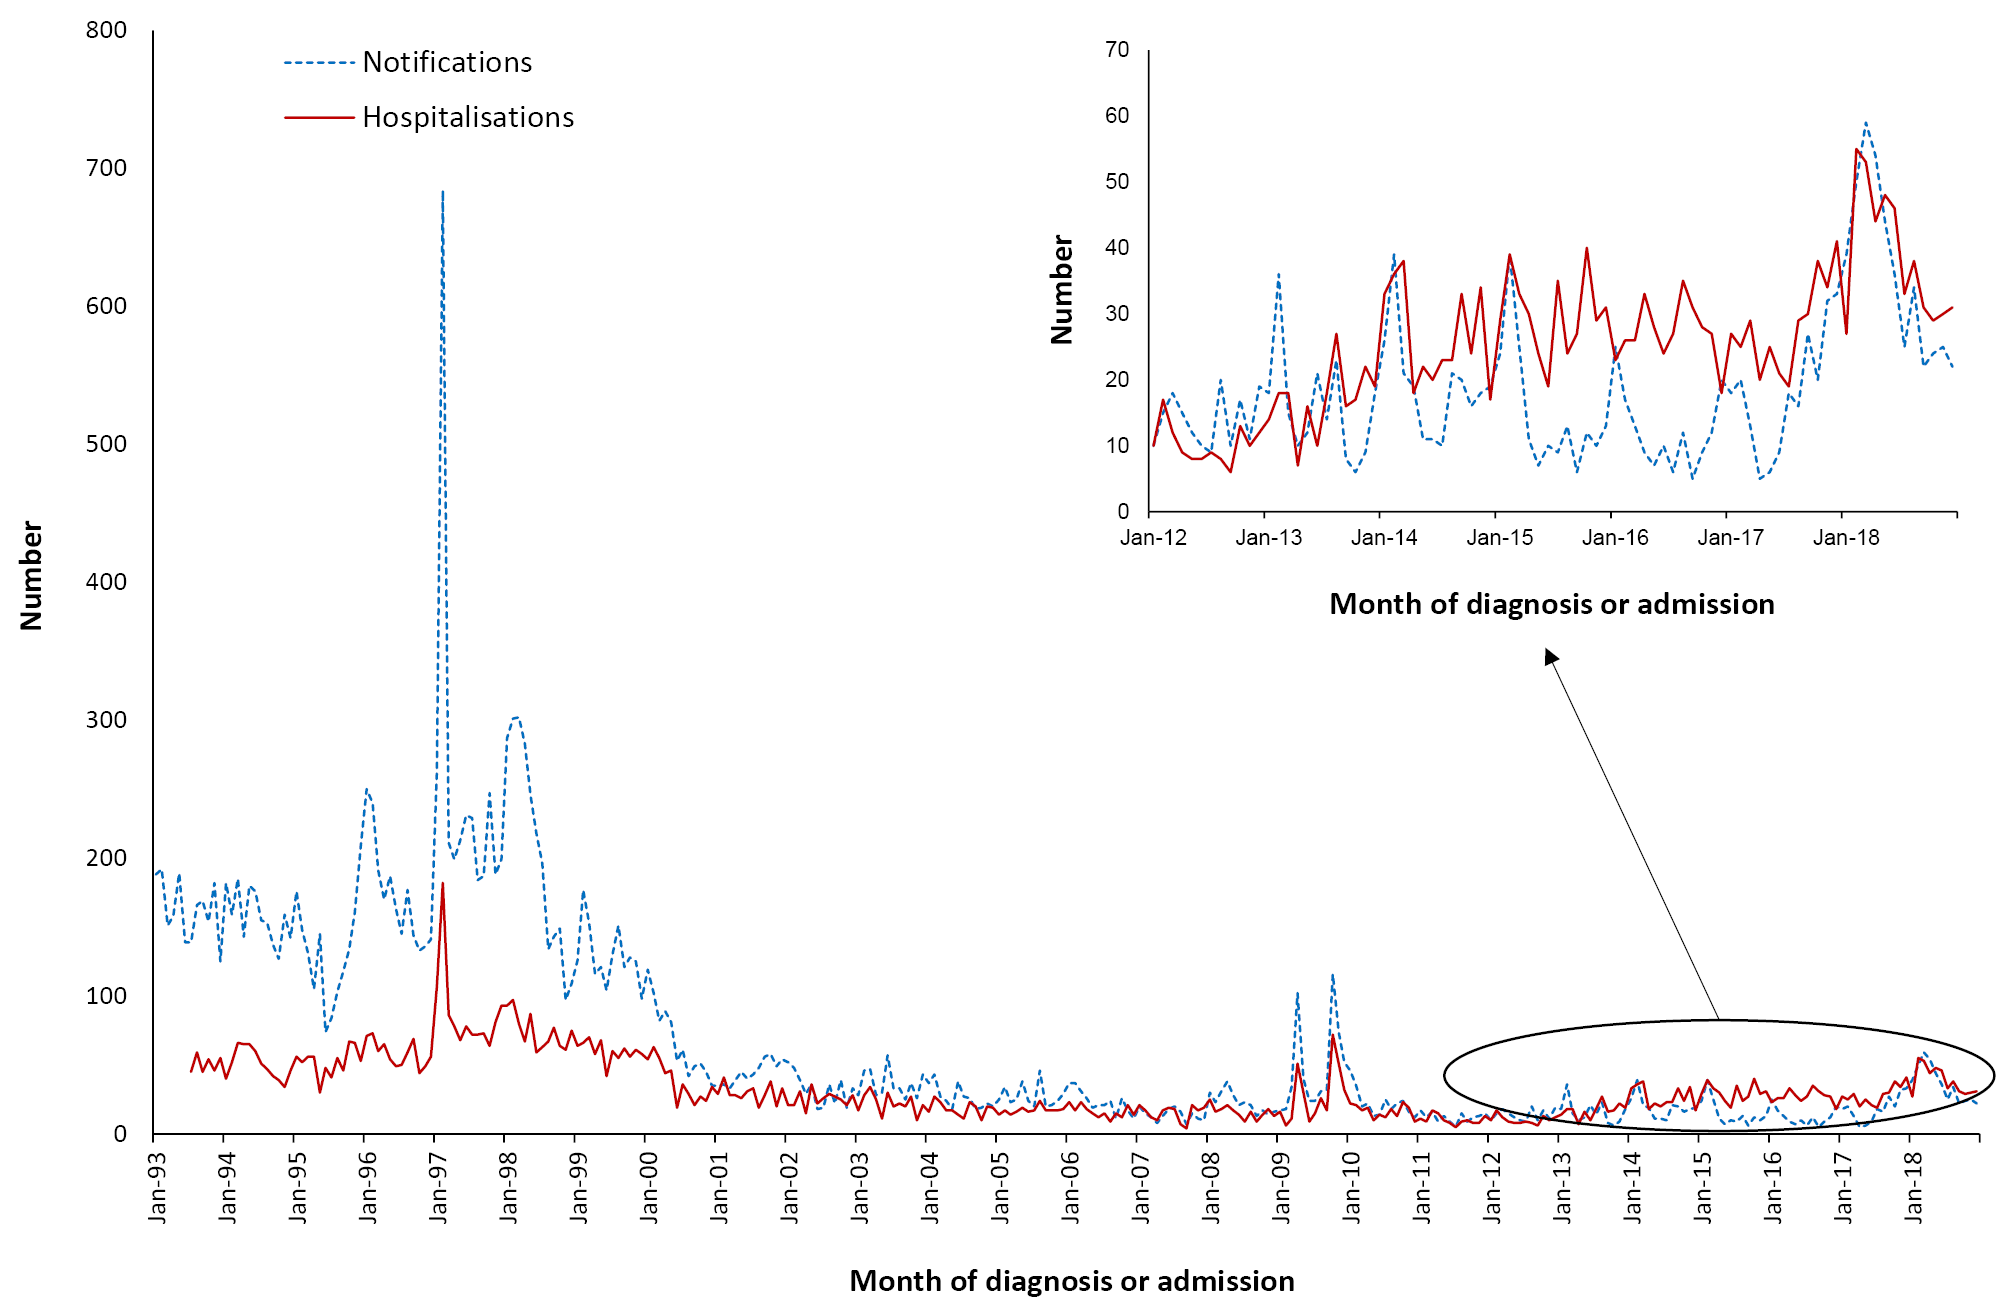 800
700
600
500
400
300
200
100
0
Number
Notifications
Hospitalisations
Jan-93
Jan-94
Jan-95
Jan-96
Jan-97
Jan-98
Jan-99
Jan-00
Jan-01
Jan-02
Jan-03
Jan-04
Jan-05
Jan-06
Jan-07
Jan-08
Jan-09
Jan-10
Jan-11
Jan-12
Jan-13
Jan-14
Jan-15
Jan-16
Jan-17
Jan-18
Month of diagnosis or admission
70
60
50
40
30
20
10
0
Number
Jan-12
Jan-13
Jan-14
Jan-15
Jan-16
Jan-17
Jan-18
Month of diagnosis or admission